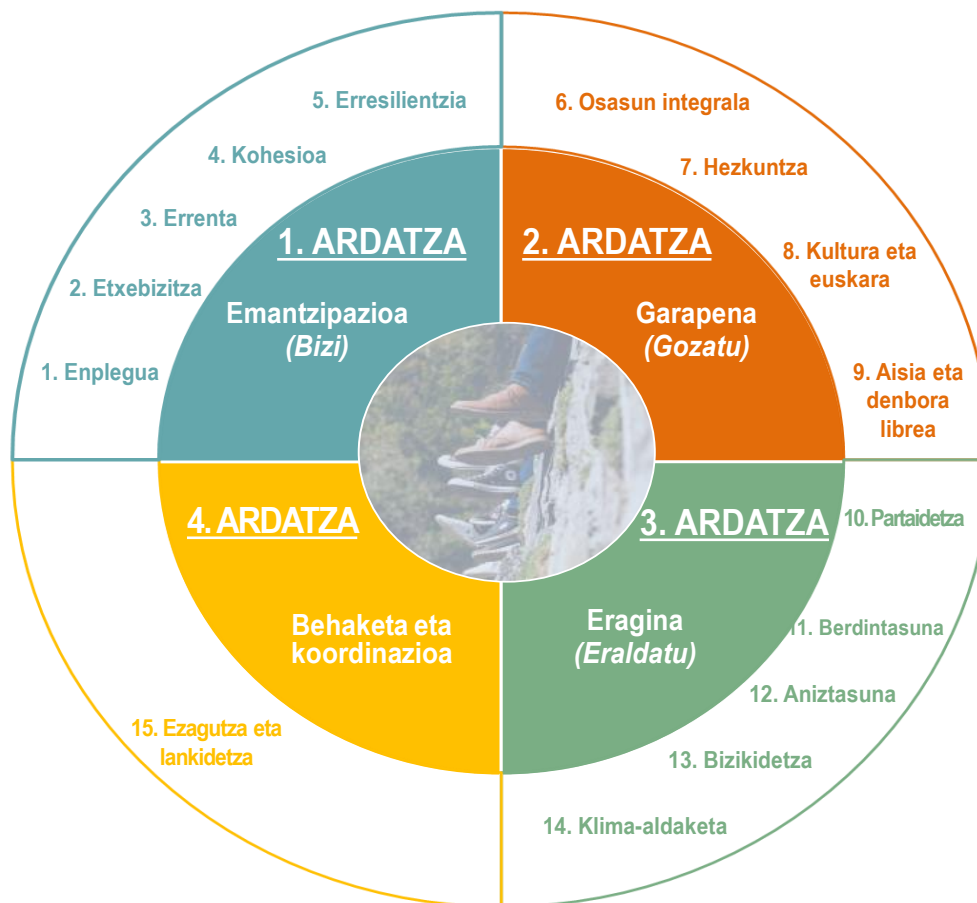 5. Erresilientzia
4. Kohesioa
3. Errenta
2. Etxebizitza
1. Enplegua
1. ARDATZA
Emantzipazioa
(Bizi)
6. Osasun integrala
7. Hezkuntza
8. Kultura eta
euskara
9. Aisia eta
denbora
librea
2. ARDATZA
Garapena
(Gozatu)
3. ARDATZA
Eragina
(Eraldatu)
10. Partaidetza
11. Berdintasuna
12. Aniztasuna
13. Bizikidetza
14. Klima-aldaketa
4. ARDATZA
Behaketa eta
koordinazioa
15. Ezagutza eta
lankidetza